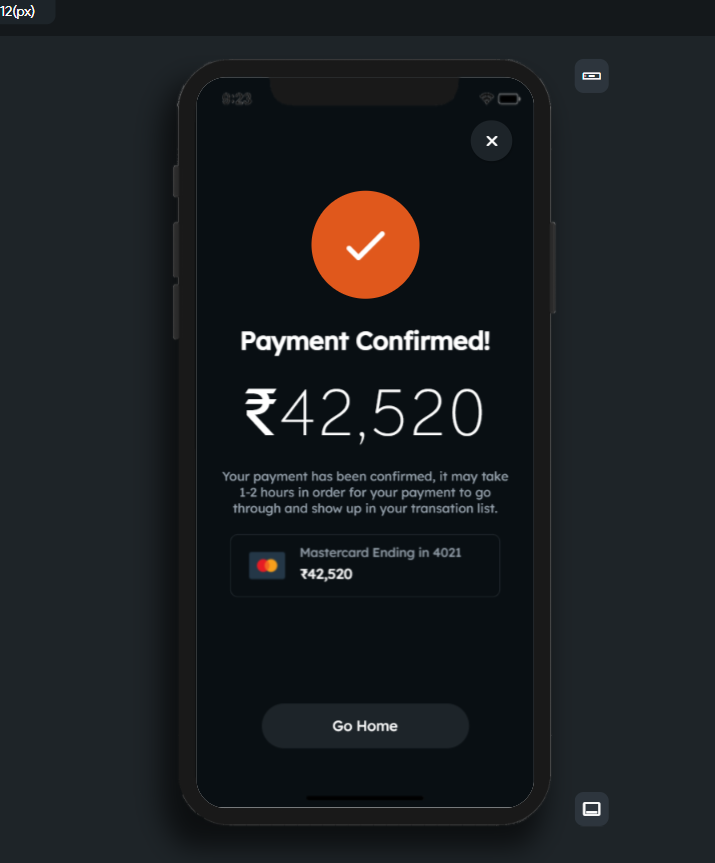 12(px)
8:23
Payment Confirmed!
₹42,520
Your payment has been confirmed, it may take
1-2 hours in order for your payment to go
through and show up in your transation list.
Mastercard Ending in 4021
₹42,520
Go Home